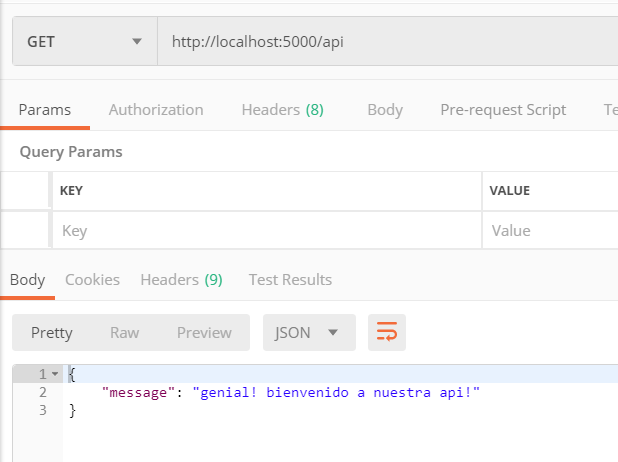 GET http://localhost:5000/api
Params Authorization Headers (8) Body Pre-request Script Te
Query Params
KEY VALUE
Key Value
Body Cookies Headers (9) Test Results
Pretty Raw Preview JSON
1 {
2 "message": "genial! bienvenido a nuestra api!"
3 }